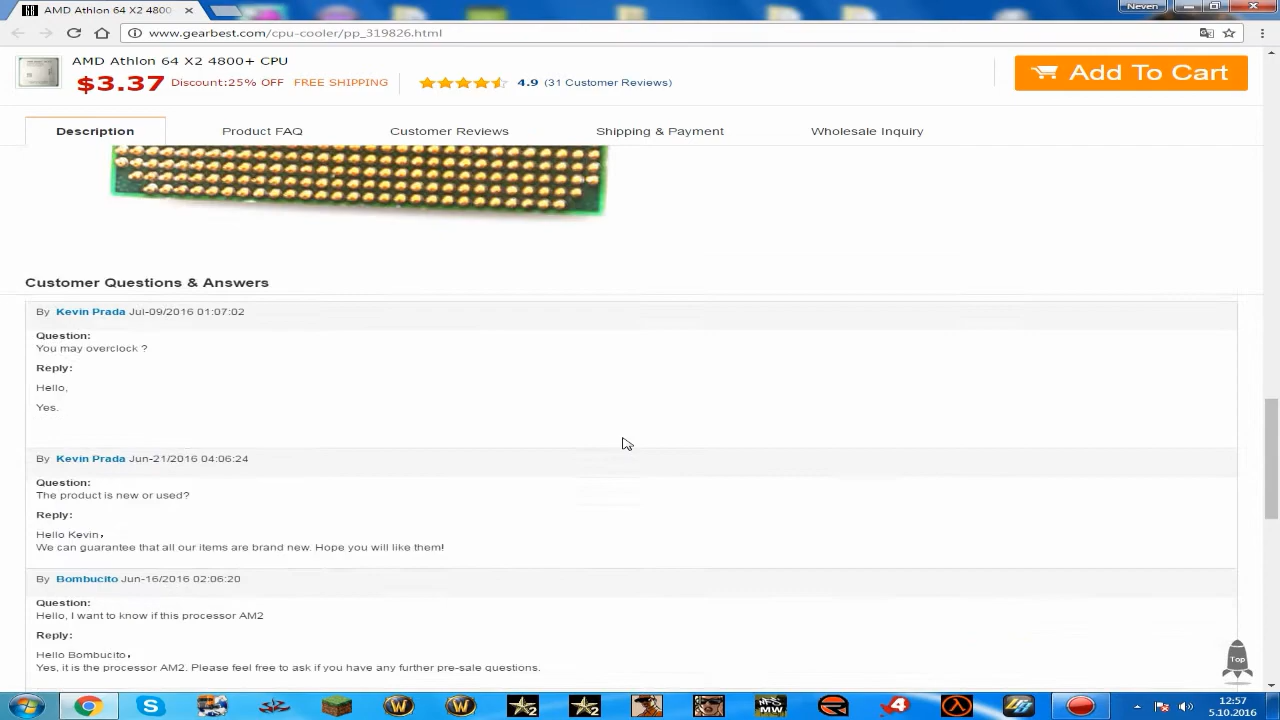 AMD Athlon 64 X2 4800
Neven
www.gearbest.com/cpu-cooler/pp_319826.html
AMD Athlon 64 X2 4800+ CPU
$3.37 Discount:25% OFF FREE SHIPPING 4.9 (31 Customer Reviews)
Add To Cart
Description Product FAQ Customer Reviews Shipping & Payment Wholesale Inquiry
Customer Questions & Answers
By Kevin Prada Jul-09/2016 01:07:02
Question:
You may overclock ?
Reply:
Hello,
Yes.
By Kevin Prada Jun-21/2016 04:06:24
Question:
The product is new or used?
Reply:
Hello Kevin,
We can guarantee that all our items are brand new. Hope you will like them!
By Bombucito Jun-16/2016 02:06:20
Question:
Hello, I want to know if this processor AM2
Reply:
Hello Bombucito,
Yes, it is the processor AM2. Please feel free to ask if you have any further pre-sale questions.
Top
12:57
5.10.2016